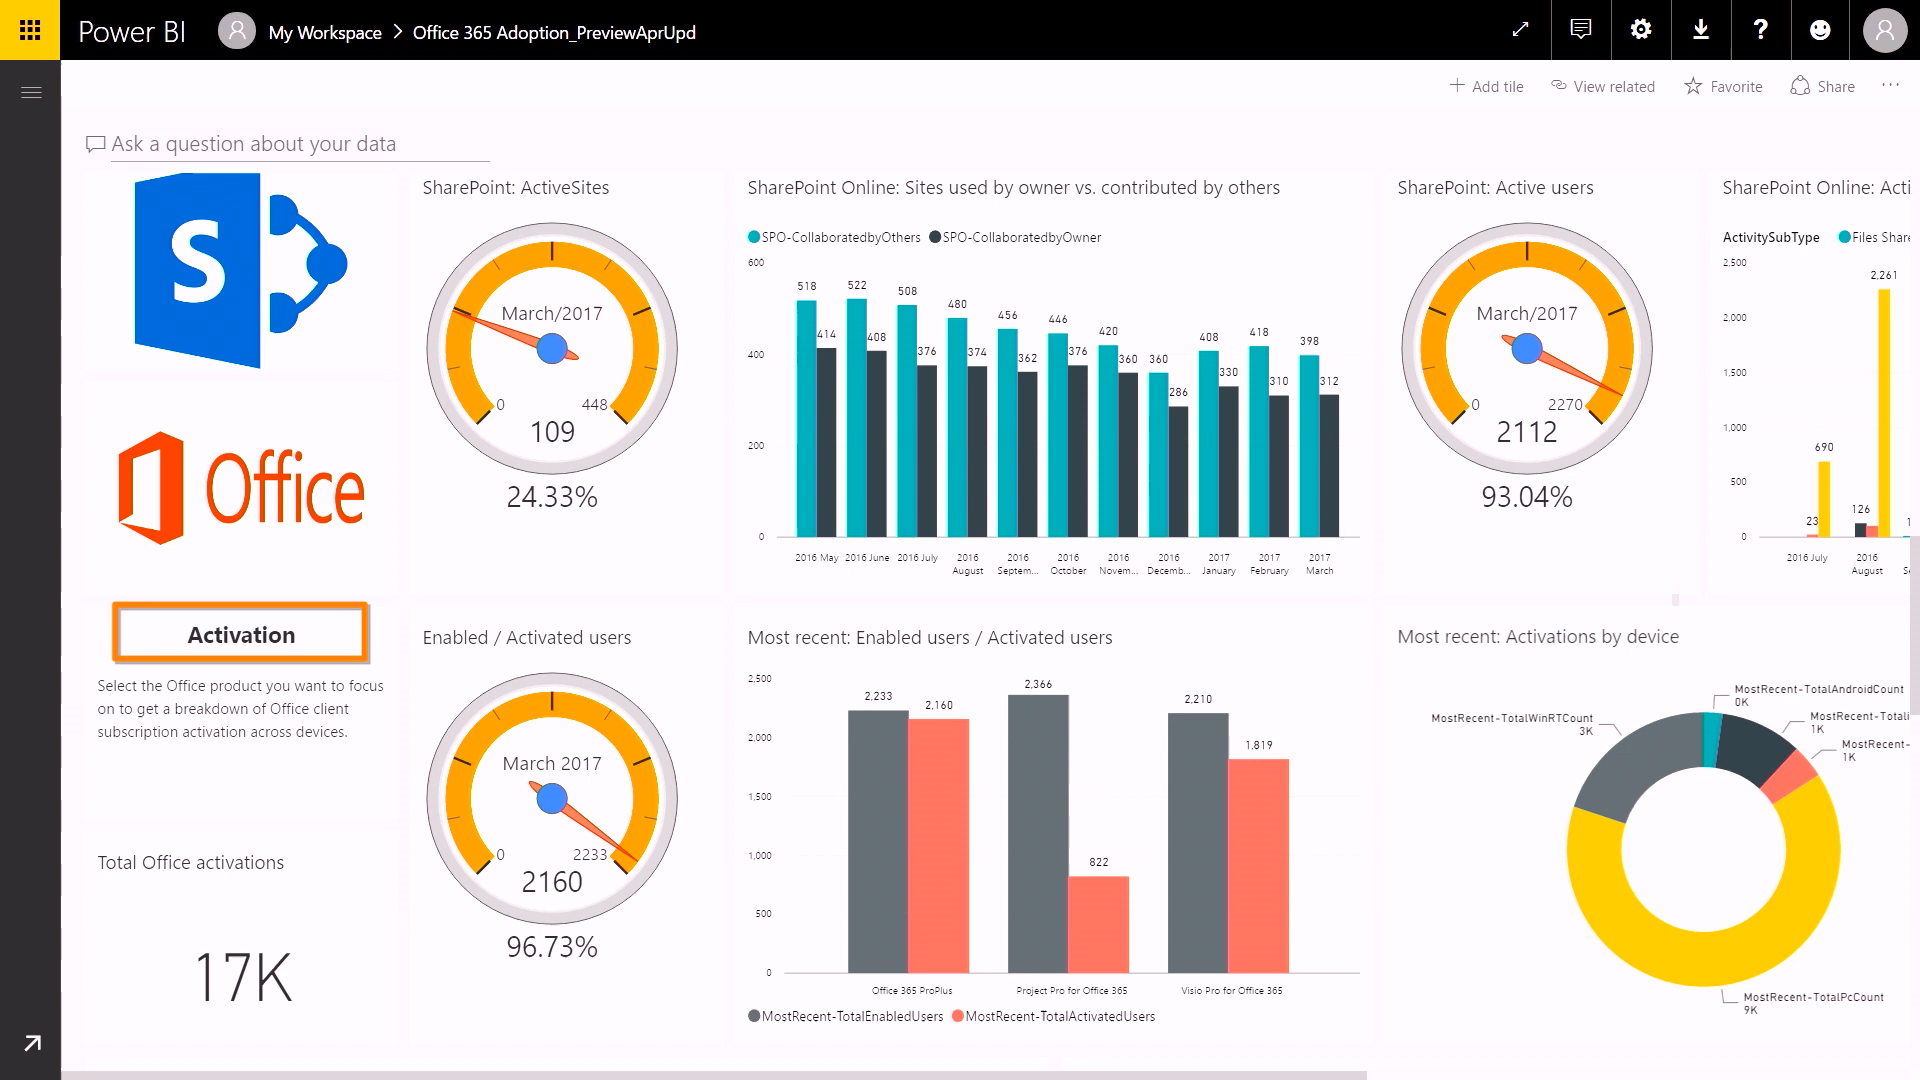 Power BI
My Workspace > Office 365 Adoption_PreviewAprUpd
?
Add tile
View related
Favorite
Share
...
Ask a question about your data
S
Office
Activation
Select the Office product you want to focus
on to get a breakdown of Office client
subscription activation across devices.
Total Office activations
17K
SharePoint: ActiveSites
March/2017
0
448
109
24.33%
SharePoint Online: Sites used by owner vs. contributed by others
SPO-CollaboratedbyOthers SPO-CollaboratedbyOwner
600
400
200
0
518 414
522 408
508 376
480 374
456 362
446 376
420 360
360 286
408 330
418 310
398 312
2016 May
2016 June
2016 July
2016
August
2016
Septem...
2016
October
2016
Novem...
2016
Decemb...
2017
January
2017
February
2017
March
SharePoint: Active users
March/2017
0
2270
2112
93.04%
SharePoint Online: Acti
ActivitySubType Files Share
2,500
2,000
1,500
1,000
500
0
23
690
126
2,261
1
2016 July
2016
August
Se
Enabled / Activated users
March 2017
0
2233
2160
96.73%
Most recent: Enabled users / Activated users
2,500
2,000
1,500
1,000
500
0
2,233
2,160
2,366
822
2,210
1,819
Office 365 ProPlus
Project Pro for Office 365
Visio Pro for Office 365
MostRecent-TotalEnabledUsers MostRecent-TotalActivatedUsers
Most recent: Activations by device
MostRecent-TotalAndroidCount
0K
MostRecent-Totali
1K
MostRecent-
1K
MostRecent-TotalWinRTCount
3K
MostRecent-TotalPcCount
9K